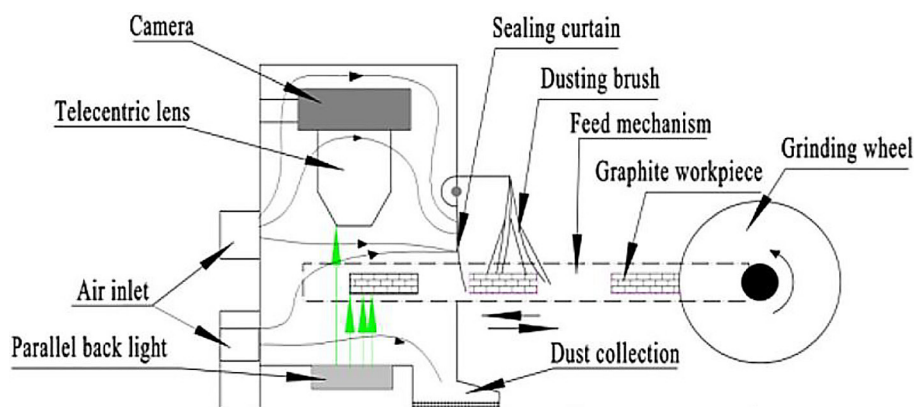 Camera
Sealing curtain
Dusting brush
Telecentric lens
Feed mechanism
Grinding wheel
Graphite workpiece
Air inlet
Parallel back light
Dust collection